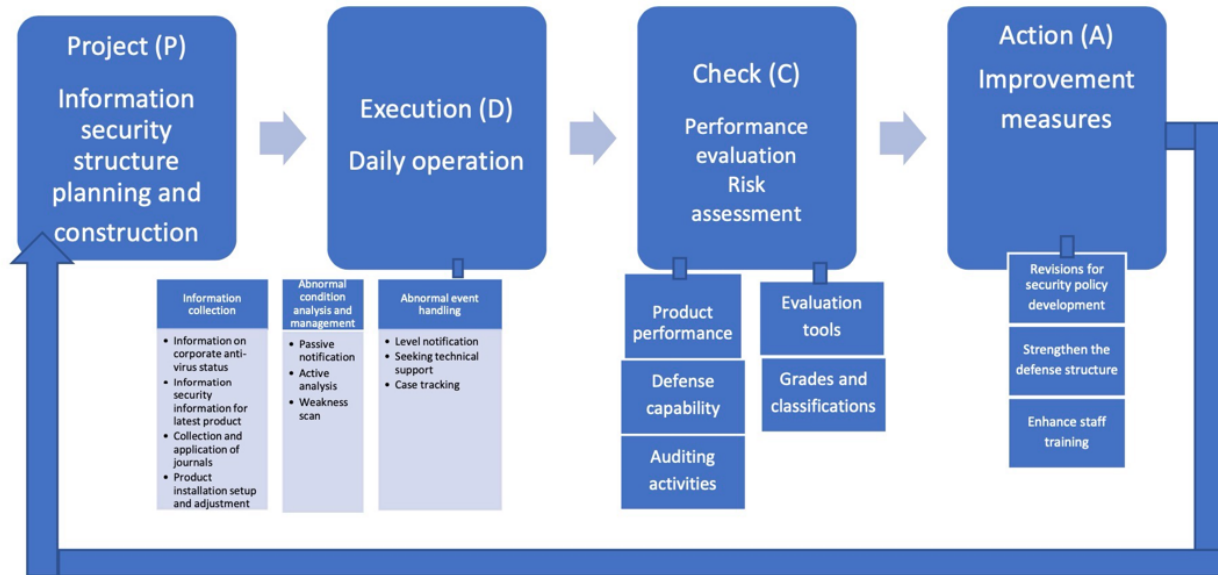 Project (P)
Information
security
structure
planning and
construction
Execution (D)
Daily operation
Check (C)
Performance
evaluation
Risk
assessment
Action (A)
Improvement
measures
Information
collection
• Information on
corporate anti-
virus status
• Information
security
information for
latest product
• Collection and
application of
journals
• Product
installation setup
and adjustment
Abnormal
condition
analysis and
management
• Passive
notification
• Active
analysis
• Weakness
scan
Abnormal event
handling
• Level notification
• Seeking technical
support
• Case tracking
Product
performance
Defense
capability
Auditing
activities
Evaluation
tools
Grades and
classifications
Revisions for
security policy
development
Strengthen the
defense structure
Enhance staff
training